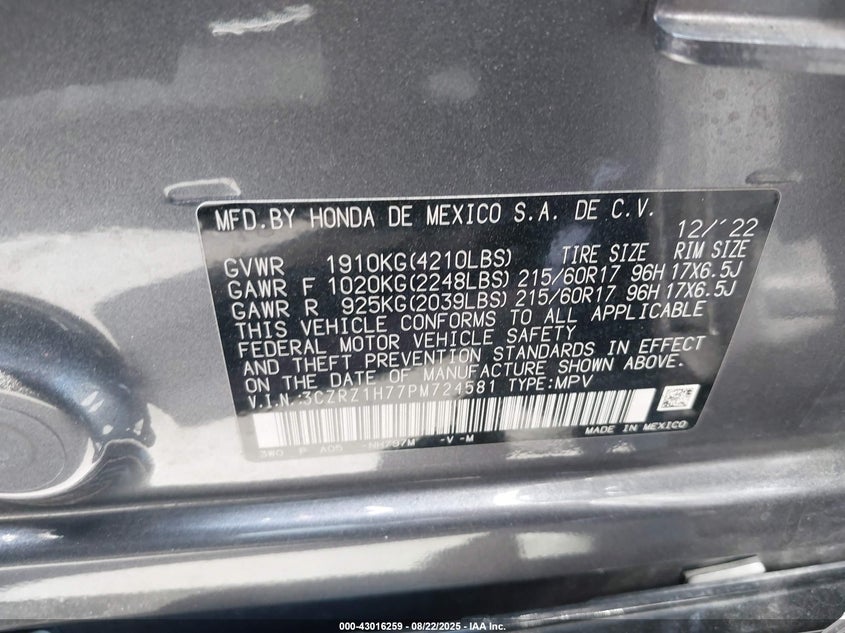 MFD.BY HONDA DE MEXICO S.A. DE C.V. 12/'22
GVWR 1910KG(4210LBS) TIRE SIZE RIM SIZE
GAWR F 1020KG(2248LBS) 215/60R17 96H 17X6.5J
GAWR R 925KG(2039LBS) 215/60R17 96H 17X6.5J
THIS VEHICLE CONFORMS TO ALL APPLICABLE
FEDERAL MOTOR VEHICLE SAFETY
AND THEFT PREVENTION STANDARDS IN EFFECT
ON THE DATE OF MANUFACTURE SHOWN ABOVE.
V.I.N.:3CZRZ1H77PM724581 TYPE:MPV
3W0 P A05 -NH797M -V -M MADE IN MEXICO
000-43016259 - 08/22/2025 - IAA Inc.